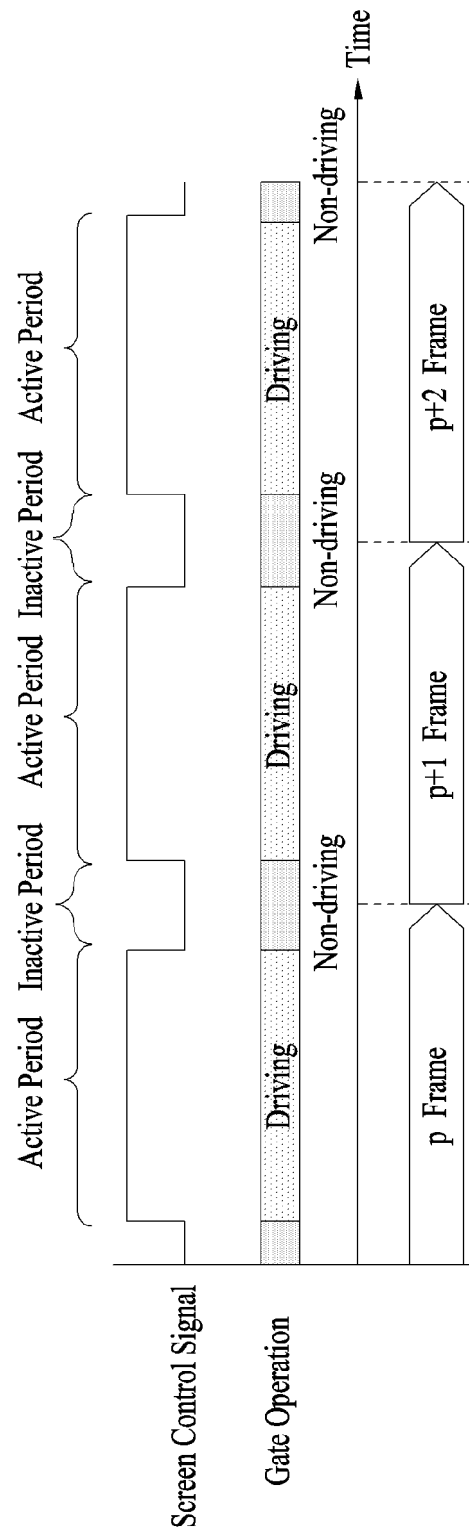 Active Period Inactive Period Active Period Inactive Period Active Period
Screen Control Signal
Gate Operation
Driving Driving Driving
Non-driving Non-driving Non-driving
Time
p Frame p+1 Frame p+2 Frame